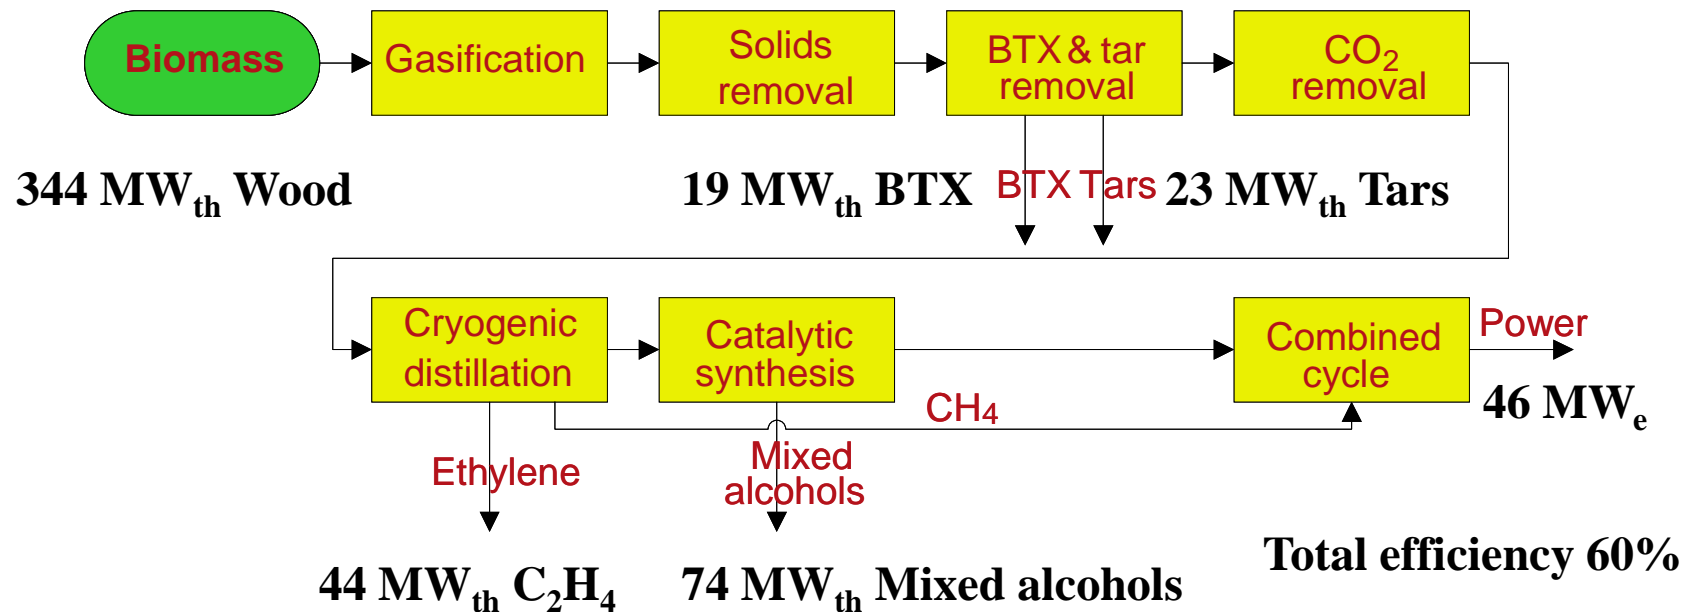 Biomass
Gasification
Solids
removal
BTX & tar
removal
CO₂
removal
344 MWth Wood
19 MWth BTX
BTX Tars
23 MWth Tars
Cryogenic
distillation
Catalytic
synthesis
Combined
cycle
Power
46 MWe
CH4
Ethylene
Mixed
alcohols
44 MWth C₂H₄
74 MWth Mixed alcohols
Total efficiency 60%